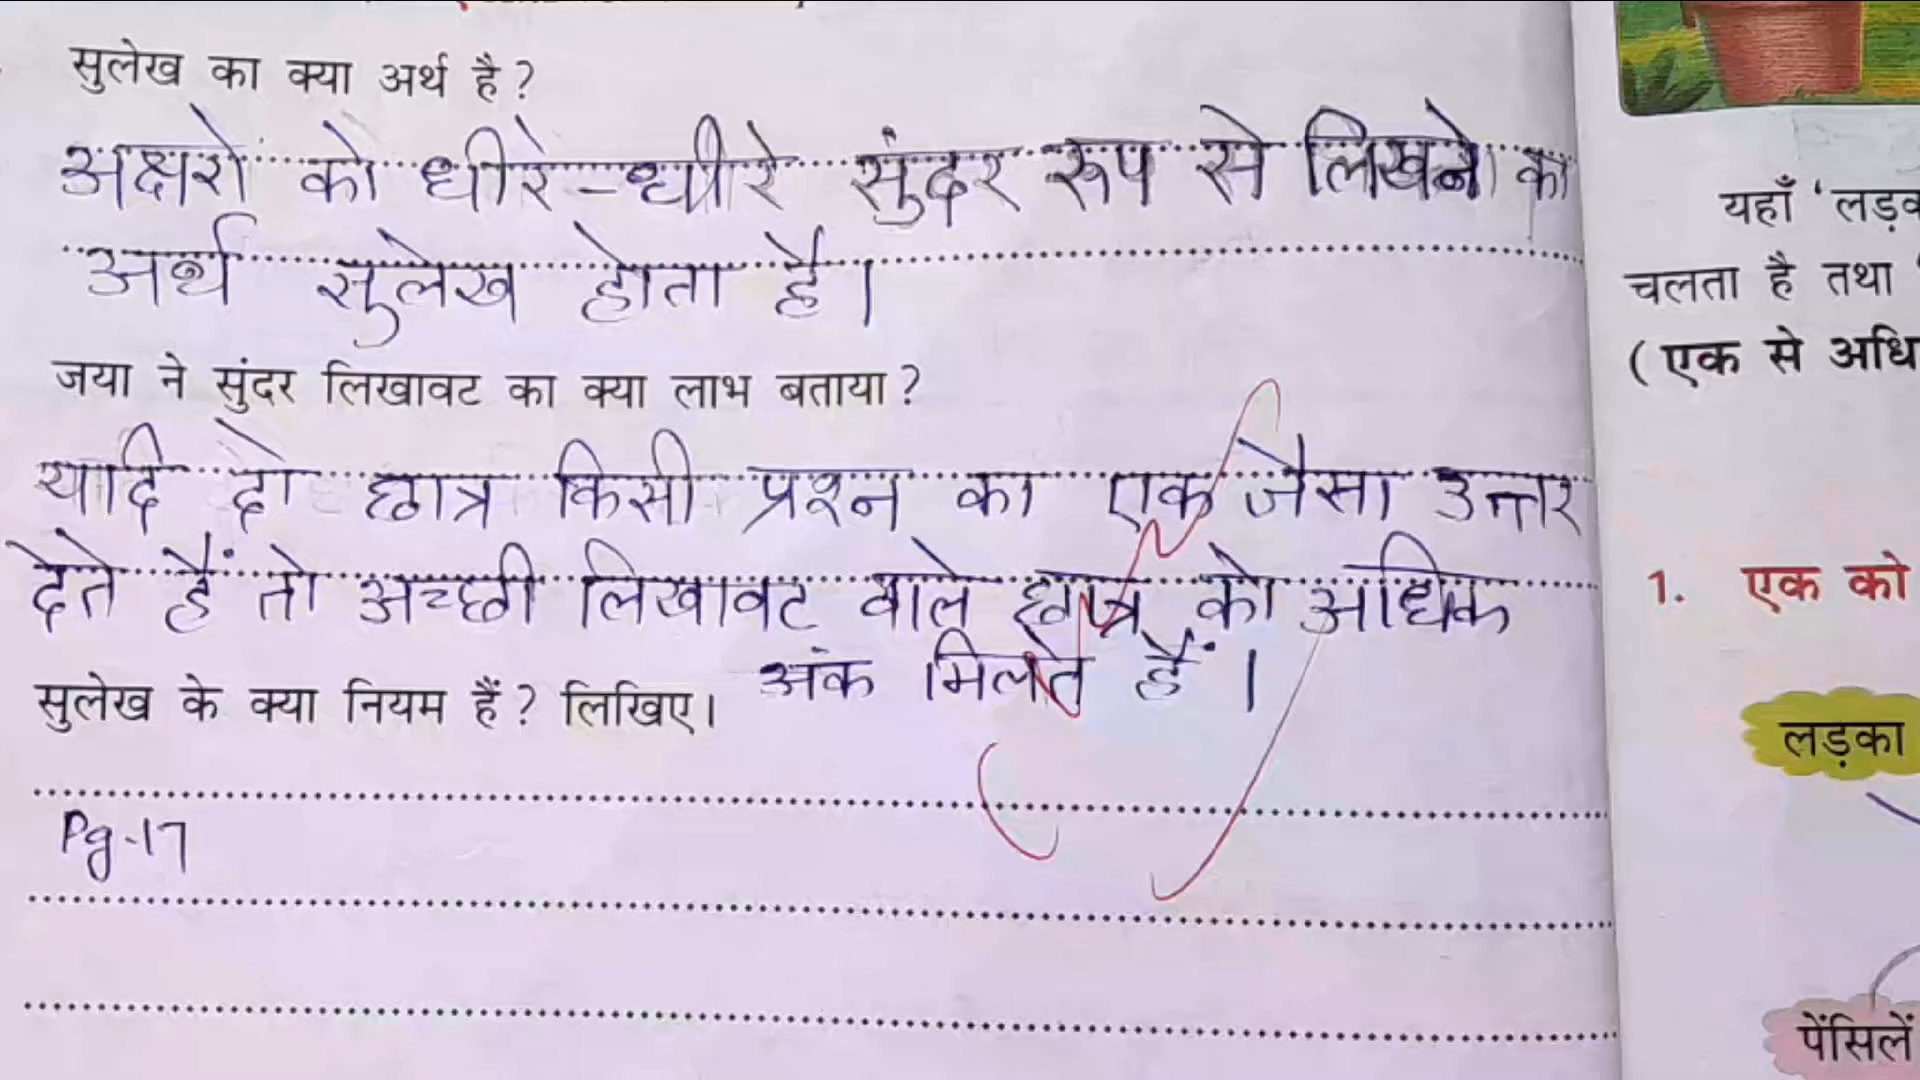 सुलेख का क्या अर्थ है?
अक्षरों को धीरे-धीरे सुंदर रूप से लिखने का
अर्थ सुलेख होता है।
जया ने सुंदर लिखावट का क्या लाभ बताया?
यादि दो छात्र किसी प्रश्न का एक जैसा उत्तर
देते हैं तो अच्छी लिखावट वाले छात्र को अधिक
अंक मिलते हैं।
सुलेख के क्या नियम हैं? लिखिए।
Pg-17
यहाँ 'लड़क
चलता है तथा '
(एक से अधि
1. एक को
लड़का
पेंसिलें